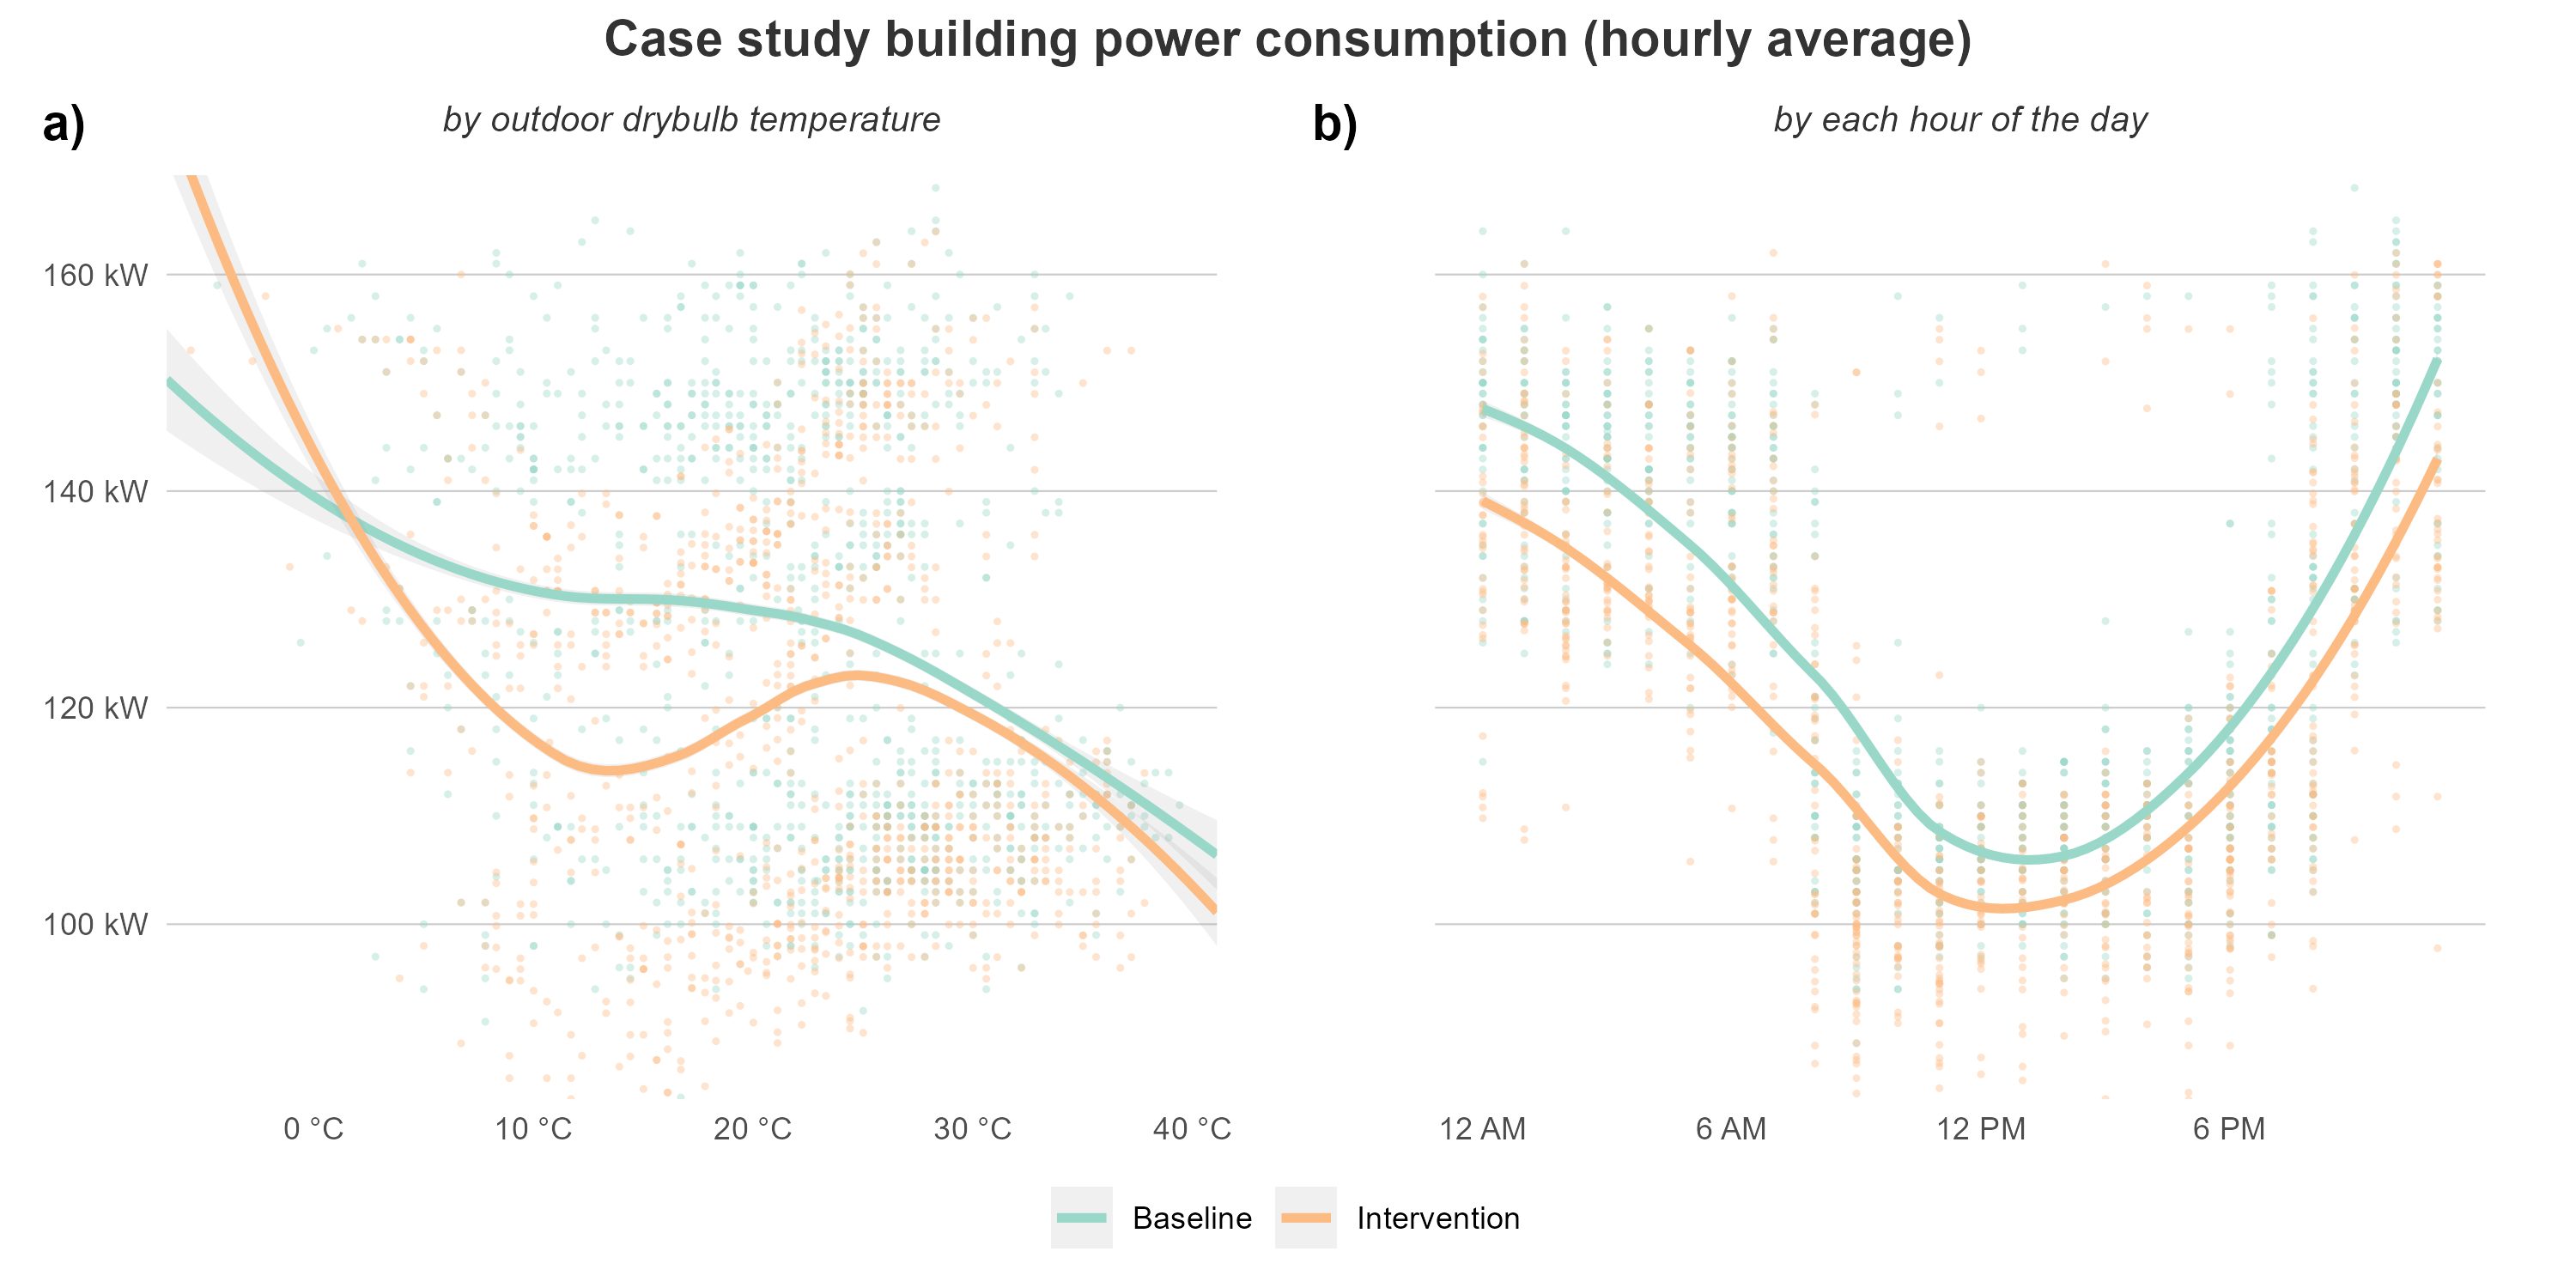 Case study building power consumption (hourly average)
a)
by outdoor drybulb temperature
b)
by each hour of the day
160 kW
140 kW
120 kW
100 kW
0 °C
10 °C
20 °C
30 °C
40 °C
12 AM
6 AM
12 PM
6 PM
Baseline
Intervention